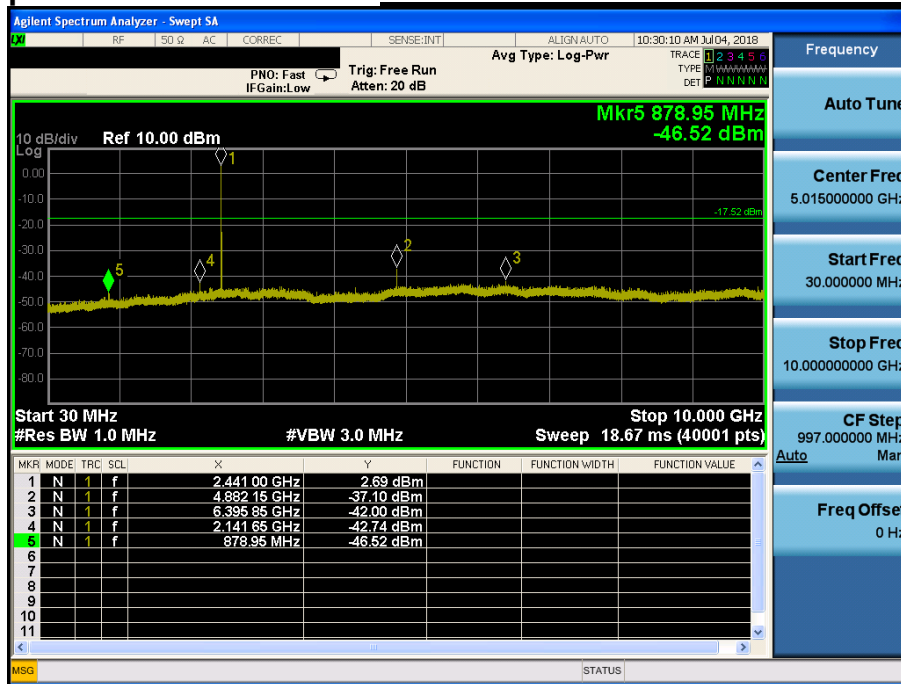 Agilent Spectrum Analyzer - Swept SA
LXI RF 50 Ω AC CORREC SENSE:INT ALIGN AUTO 10:30:10 AM Jul 04, 2018
PNO: Fast Trig: Free Run Avg Type: Log-Pwr TRACE 1 2 3 4 5 6
IFGain:Low Atten: 20 dB TYPE MWWWWW
DET P N N N N N
Mkr5 878.95 MHz
10 dB/div Ref 10.00 dBm -46.52 dBm
Log
1
0.00
-10.0
-17.52 dBm
-20.0
-30.0
2
3
4
5
-40.0
-50.0
-60.0
-70.0
-80.0
Start 30 MHz Stop 10.000 GHz
#Res BW 1.0 MHz #VBW 3.0 MHz Sweep 18.67 ms (40001 pts)
MKR MODE TRC SCL X Y FUNCTION FUNCTION WIDTH FUNCTION VALUE
1 N 1 f 2.441 00 GHz 2.69 dBm
2 N 1 f 4.882 15 GHz -37.10 dBm
3 N 1 f 6.395 85 GHz -42.00 dBm
4 N 1 f 2.141 65 GHz -42.74 dBm
5 N 1 f 878.95 MHz -46.52 dBm
6
7
8
9
10
11
MSG STATUS
Frequency
Auto Tune
Center Freq
5.015000000 GHz
Start Freq
30.000000 MHz
Stop Freq
10.000000000 GHz
CF Step
997.000000 MHz
Auto Man
Freq Offset
0 Hz